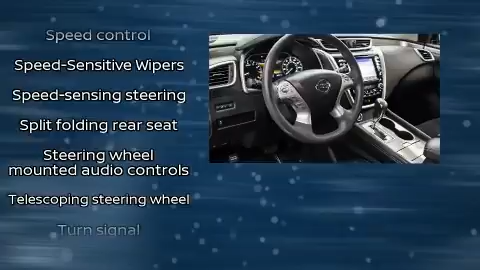 Speed control
Speed-Sensitive Wipers
Speed-sensing steering
Split folding rear seat
Steering wheel
mounted audio controls
Telescoping steering wheel
Turn signal